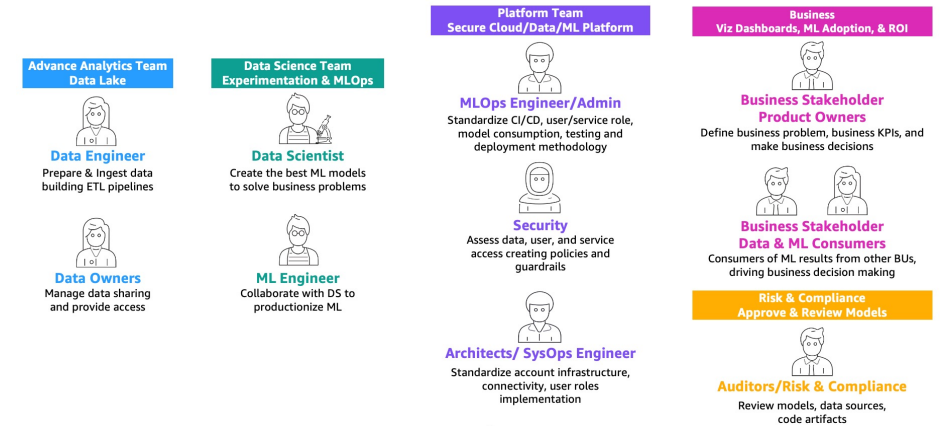 Advance Analytics Team
Data Lake
Data Engineer
Prepare & Ingest data
building ETL pipelines
Data Owners
Manage data sharing
and provide access
Data Science Team
Experimentation & MLOps
Data Scientist
Create the best ML models
to solve business problems
ML Engineer
Collaborate with DS to
productionize ML
Platform Team
Secure Cloud/Data/ML Platform
MLOps Engineer/Admin
Standardize CI/CD, user/service role,
model consumption, testing and
deployment methodology
Security
Assess data, user, and service
access creating policies and
guardrails
Architects/ SysOps Engineer
Standardize account infrastructure,
connectivity, user roles
implementation
Business
Viz Dashboards, ML Adoption, & ROI
Business Stakeholder
Product Owners
Define business problem, business KPIs, and
make business decisions
Business Stakeholder
Data & ML Consumers
Consumers of ML results from other BUs,
driving business decision making
Risk & Compliance
Approve & Review Models
Auditors/Risk & Compliance
Review models, data sources,
code artifacts